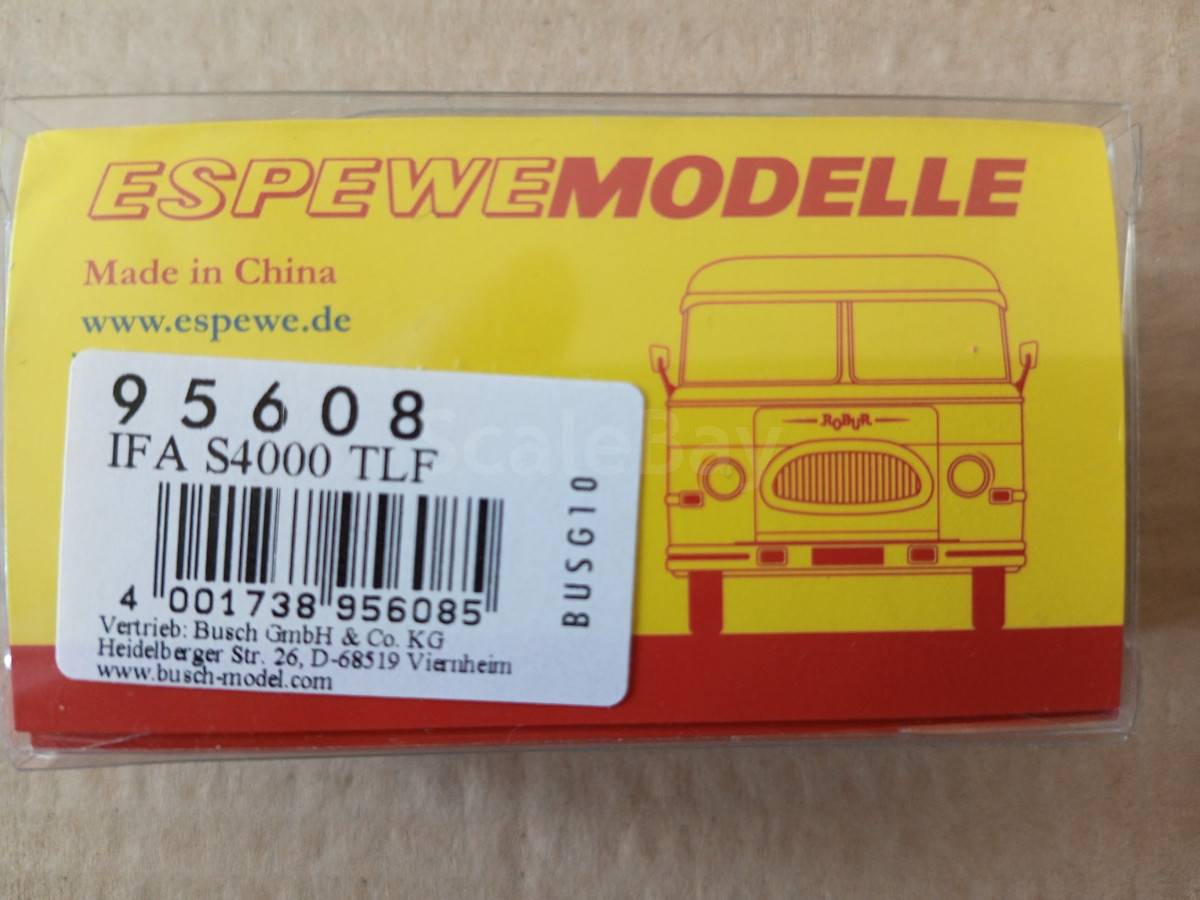 ESPEWEMODELLE
Made in China
www.espewe.de
ROBUR
95608
IFA S4000 TLF
BUSG10
4 001738 956085
Vertrieb: Busch GmbH & Co. KG
Heidelberger Str. 26, D-68519 Viernheim
www.busch-model.com
ScaleBay